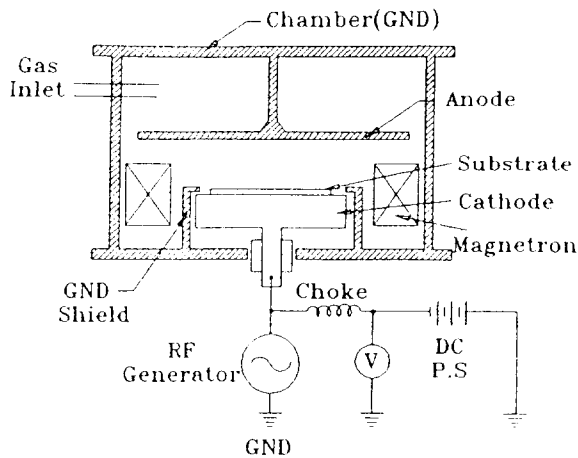 Chamber(GND)
Gas
Inlet
Anode
Substrate
Cathode
Magnetron
GND
Shield
Choke
RF
Generator
V
DC
P.S
GND